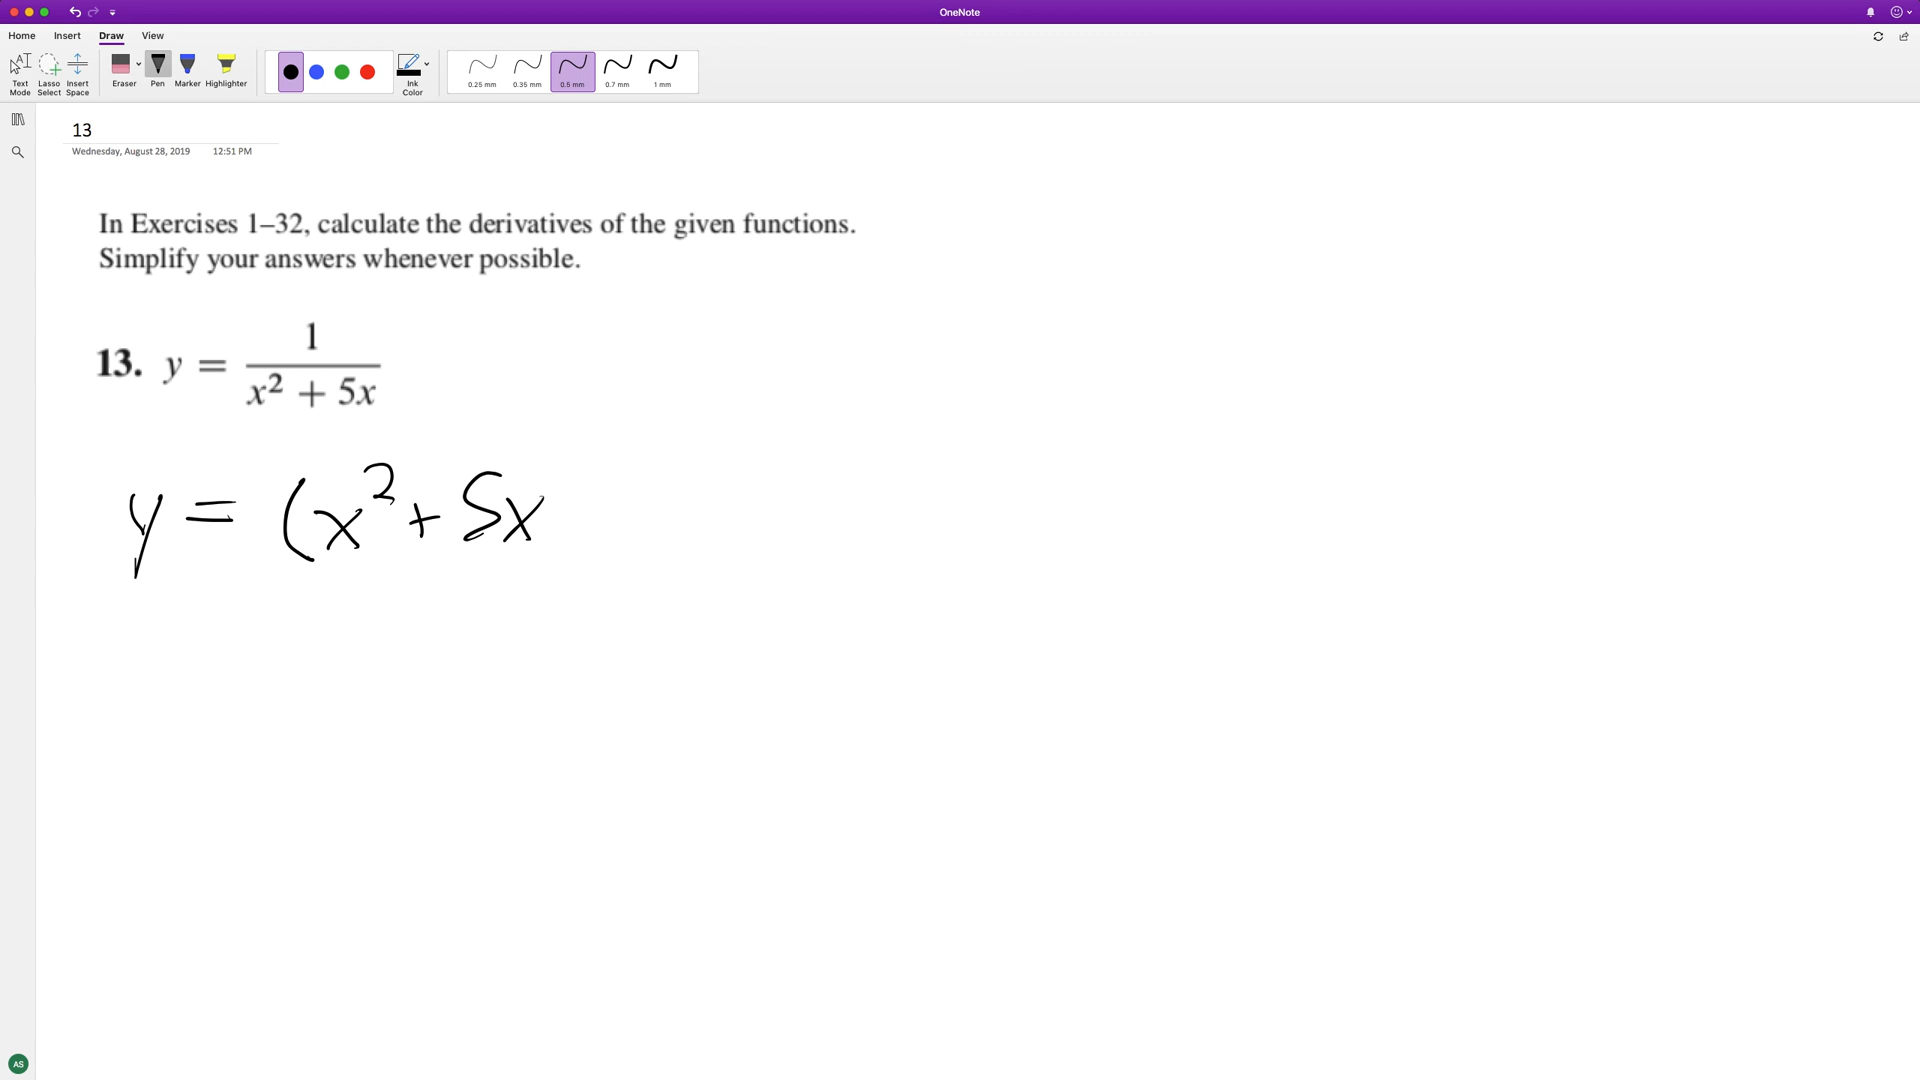 OneNote
Home Insert Draw View
Text Mode Lasso Select Insert Space Eraser Pen Marker Highlighter Ink Color 0.25 mm 0.35 mm 0.5 mm 0.7 mm 1 mm
13
Wednesday, August 28, 2019 12:51 PM
In Exercises 1–32, calculate the derivatives of the given functions.
Simplify your answers whenever possible.
13. y = 1 / (x² + 5x)
y = (x² + 5x
AS